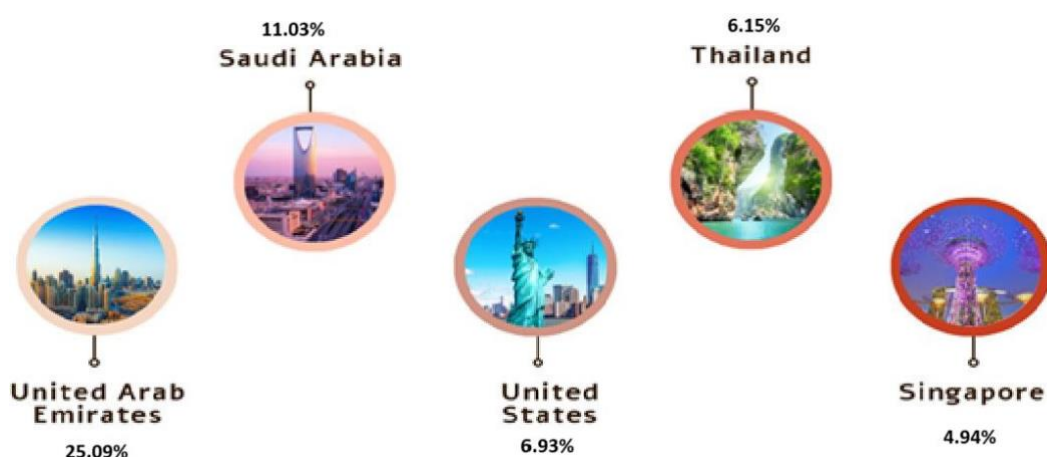 11.03%
Saudi Arabia
6.15%
Thailand
United Arab
Emirates
25.09%
United
States
6.93%
Singapore
4.94%